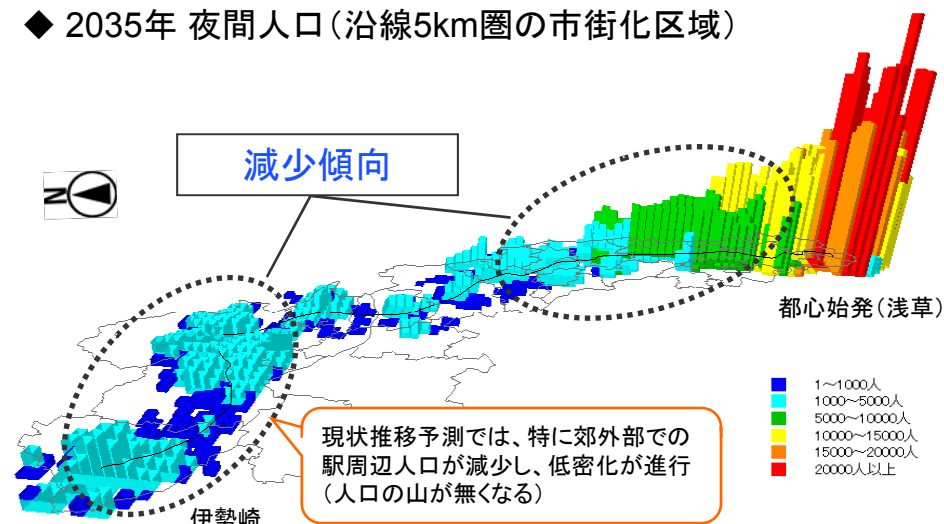 ◆ 2035年 夜間人口(沿線5km圏の市街化区域)
減少傾向
N
都心始発(浅草)
1~1000人
1000~5000人
5000~10000人
10000~15000人
15000~20000人
20000人以上
現状推移予測では、特に郊外部での
駅周辺人口が減少し、低密化が進行
(人口の山が無くなる)
伊勢崎